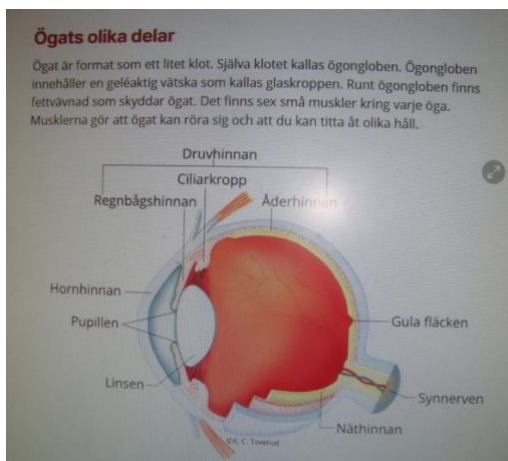 Ögats olika delar
Ögat är format som ett litet klot. Själva klotet kallas ögongloben. Ögongloben
innehåller en geléaktig vätska som kallas glaskroppen. Runt ögongloben finns
fettvävnad som skyddar ögat. Det finns sex små muskler kring varje öga.
Musklerna gör att ögat kan röra sig och att du kan titta åt olika håll.
Druvhinnan
Ciliarkropp
Regnbågshinnan
Åderhinnan
Hornhinnan
Pupillen
Gula fläcken
Linsen
Synnerven
Näthinnan
©K. C. Toverud